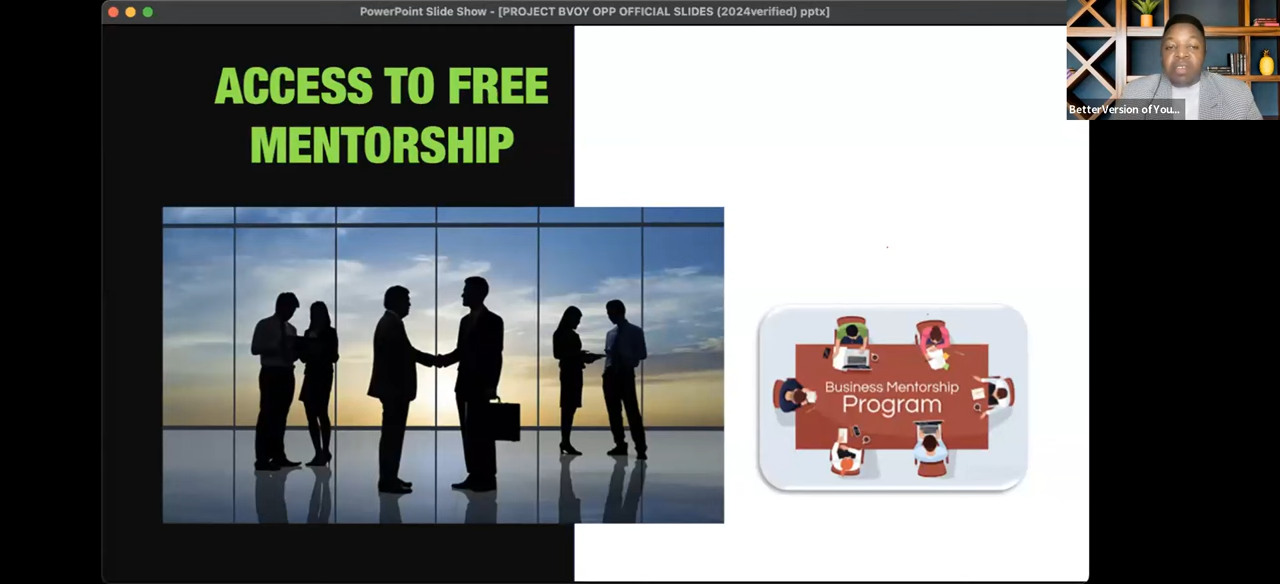 PowerPoint Slide Show - [PROJECT BVOY OPP OFFICIAL SLIDES (2024verified) pptx]
BetterVersion of You...
ACCESS TO FREE
MENTORSHIP
Business Mentorship
Program